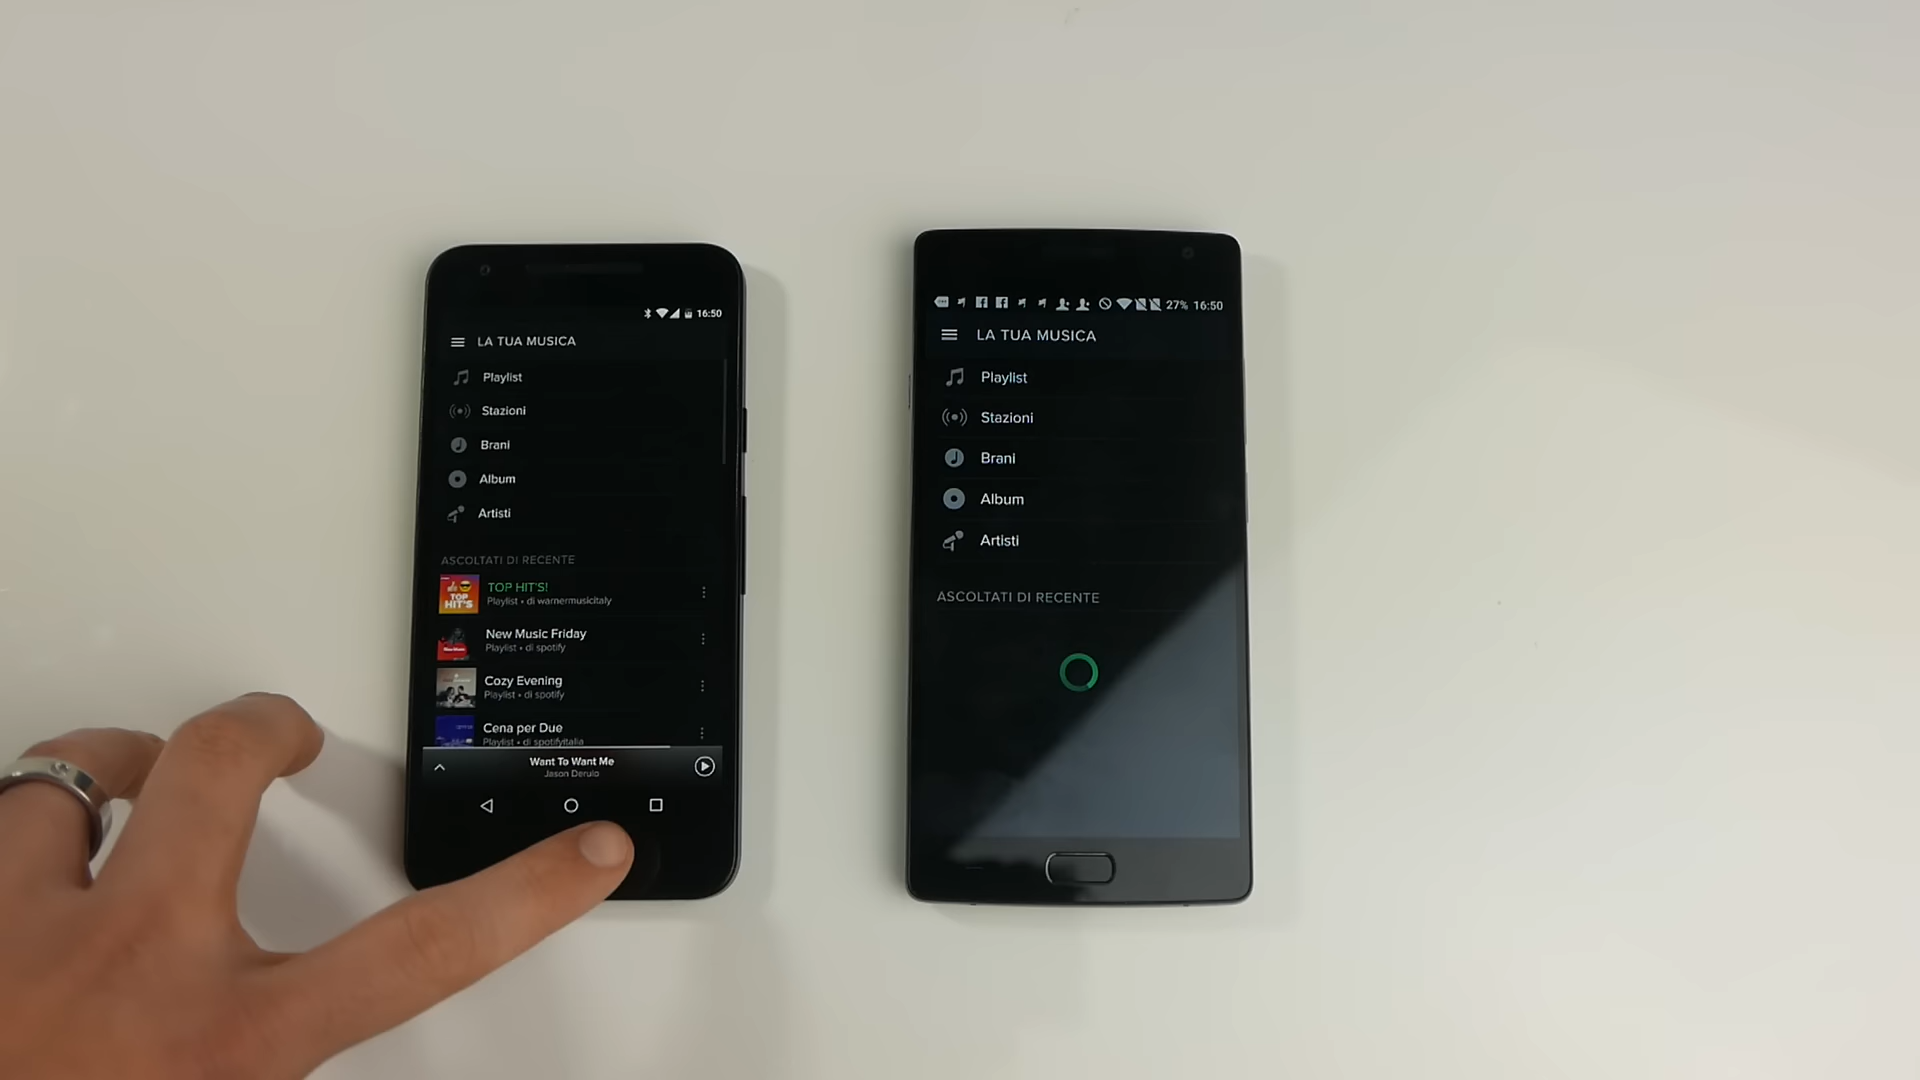 16:50
LA TUA MUSICA
Playlist
Stazioni
Brani
Album
Artisti
ASCOLTATI DI RECENTE
TOP HIT'S
TOP HIT'S!
Playlist • di warnermusicitaly
New Music Friday
Playlist • di spotify
Cozy Evening
Playlist • di spotify
Cena per Due
Playlist • di spotifyitalia
Want To Want Me
Jason Derulo
27% 16:50
LA TUA MUSICA
Playlist
Stazioni
Brani
Album
Artisti
ASCOLTATI DI RECENTE